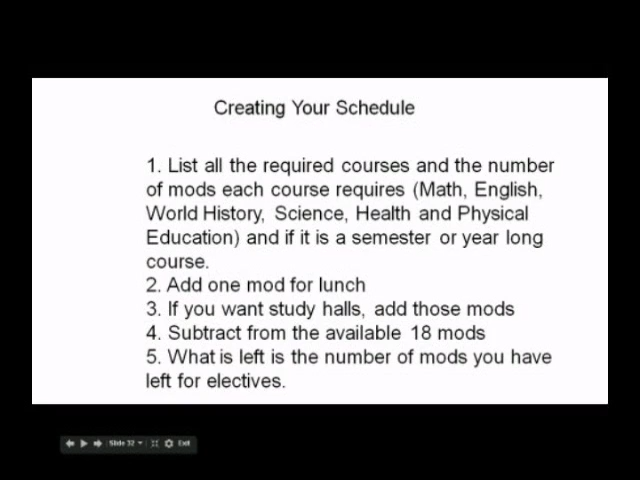 Creating Your Schedule
1. List all the required courses and the number
of mods each course requires (Math, English,
World History, Science, Health and Physical
Education) and if it is a semester or year long
course.
2. Add one mod for lunch
3. If you want study halls, add those mods
4. Subtract from the available 18 mods
5. What is left is the number of mods you have
left for electives.
Slide 32
Exit